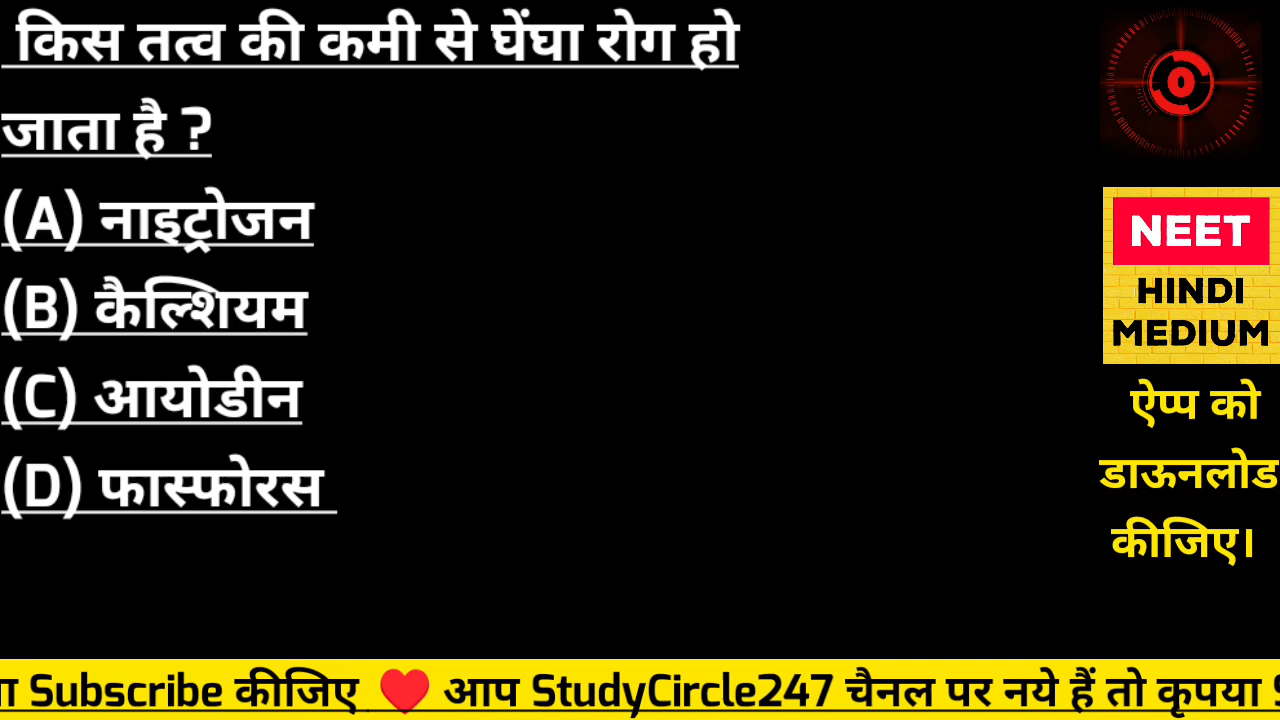 किस तत्व की कमी से घेंघा रोग हो
जाता है ?
(A) नाइट्रोजन
(B) कैल्शियम
(C) आयोडीन
(D) फास्फोरस
NEET
HINDI
MEDIUM
ऐप्प को
डाऊनलोड
कीजिए।
Subscribe कीजिए ❤️ आप StudyCircle247 चैनल पर नये हैं तो कृपया